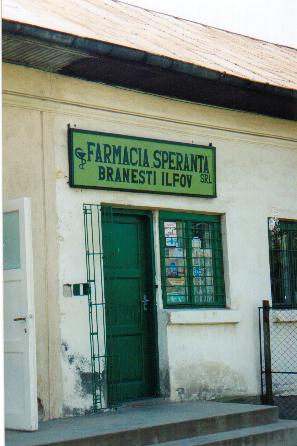 FARMACIA SPERANTA SRL
BRANESTI ILFOV